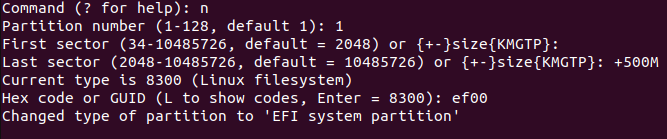 Command (? for help): n
Partition number (1-128, default 1): 1
First sector (34-10485726, default = 2048) or {+-}size{KMGTP}:
Last sector (2048-10485726, default = 10485726) or {+-}size{KMGTP}: +500M
Current type is 8300 (Linux filesystem)
Hex code or GUID (L to show codes, Enter = 8300): ef00
Changed type of partition to 'EFI system partition'